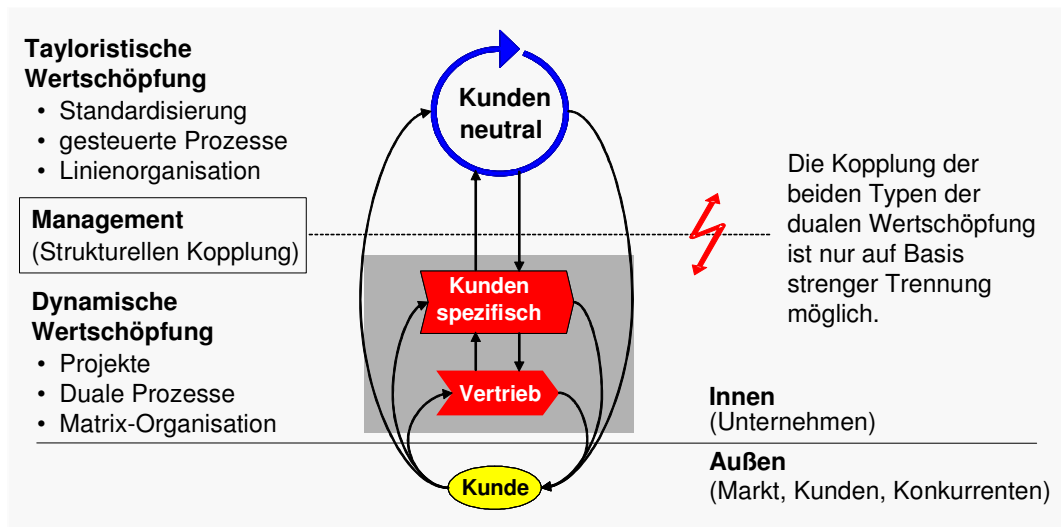 Tayloristische
Wertschöpfung
• Standardisierung
• gesteuerte Prozesse
• Linienorganisation
Management
(Strukturellen Kopplung)
Dynamische
Wertschöpfung
• Projekte
• Duale Prozesse
• Matrix-Organisation
Kunden
neutral
Kunden
spezifisch
Vertrieb
Kunde
Die Kopplung der
beiden Typen der
dualen Wertschöpfung
ist nur auf Basis
strenger Trennung
möglich.
Innen
(Unternehmen)
Außen
(Markt, Kunden, Konkurrenten)